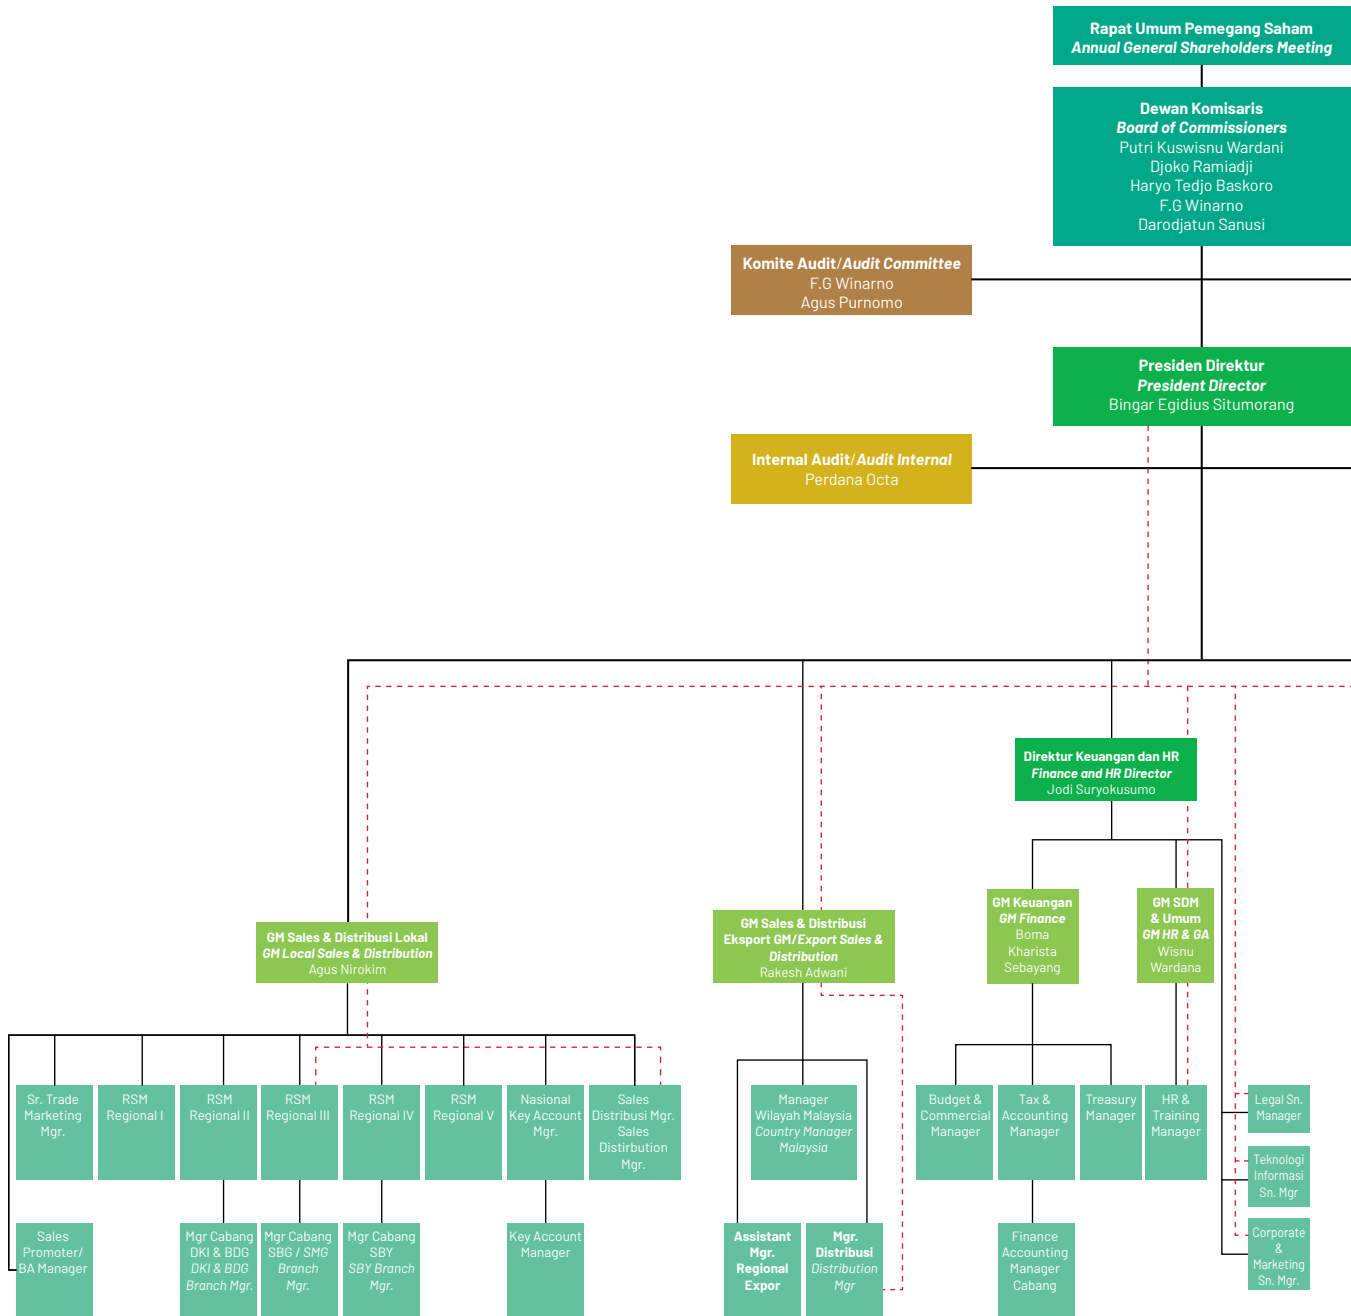 Rapat Umum Pemegang Saham
Annual General Shareholders Meeting
Dewan Komisaris
Board of Commissioners
Putri Kuswisnu Wardani
Djoko Ramiadji
Haryo Tedjo Baskoro
F.G Winarno
Darodjatun Sanusi
Komite Audit/Audit Committee
F.G Winarno
Agus Purnomo
Presiden Direktur
President Director
Bingar Egidius Situmorang
Internal Audit/Audit Internal
Perdana Octa
Direktur Keuangan dan HR
Finance and HR Director
Jodi Suryokusumo
GM Sales & Distribusi Lokal
GM Local Sales & Distribution
Agus Nirokim
GM Sales & Distribusi
Eksport GM/Export Sales &
Distribution
Rakesh Adwani
GM Keuangan
GM Finance
Boma
Kharista
Sebayang
GM SDM
& Umum
GM HR & GA
Wisnu
Wardana
Sr. Trade
Marketing
Mgr.
RSM
Regional I
RSM
Regional II
RSM
Regional III
RSM
Regional IV
RSM
Regional V
Nasional
Key Account
Mgr.
Sales
Distribusi Mgr.
Sales
Distirbution
Mgr.
Manager
Wilayah Malaysia
Country Manager
Malaysia
Budget &
Commercial
Manager
Tax &
Accounting
Manager
Treasury
Manager
HR &
Training
Manager
Legal Sn.
Manager
Teknologi
Informasi
Sn. Mgr
Corporate
&
Marketing
Sn. Mgr.
Sales
Promoter/
BA Manager
Mgr Cabang
DKI & BDG
DKI & BDG
Branch Mgr.
Mgr Cabang
SBG / SMG
Branch
Mgr.
Mgr Cabang
SBY
SBY Branch
Mgr.
Key Account
Manager
Assistant
Mgr.
Regional
Expor
Mgr.
Distribusi
Distribution
Mgr
Finance
Accounting
Manager
Cabang